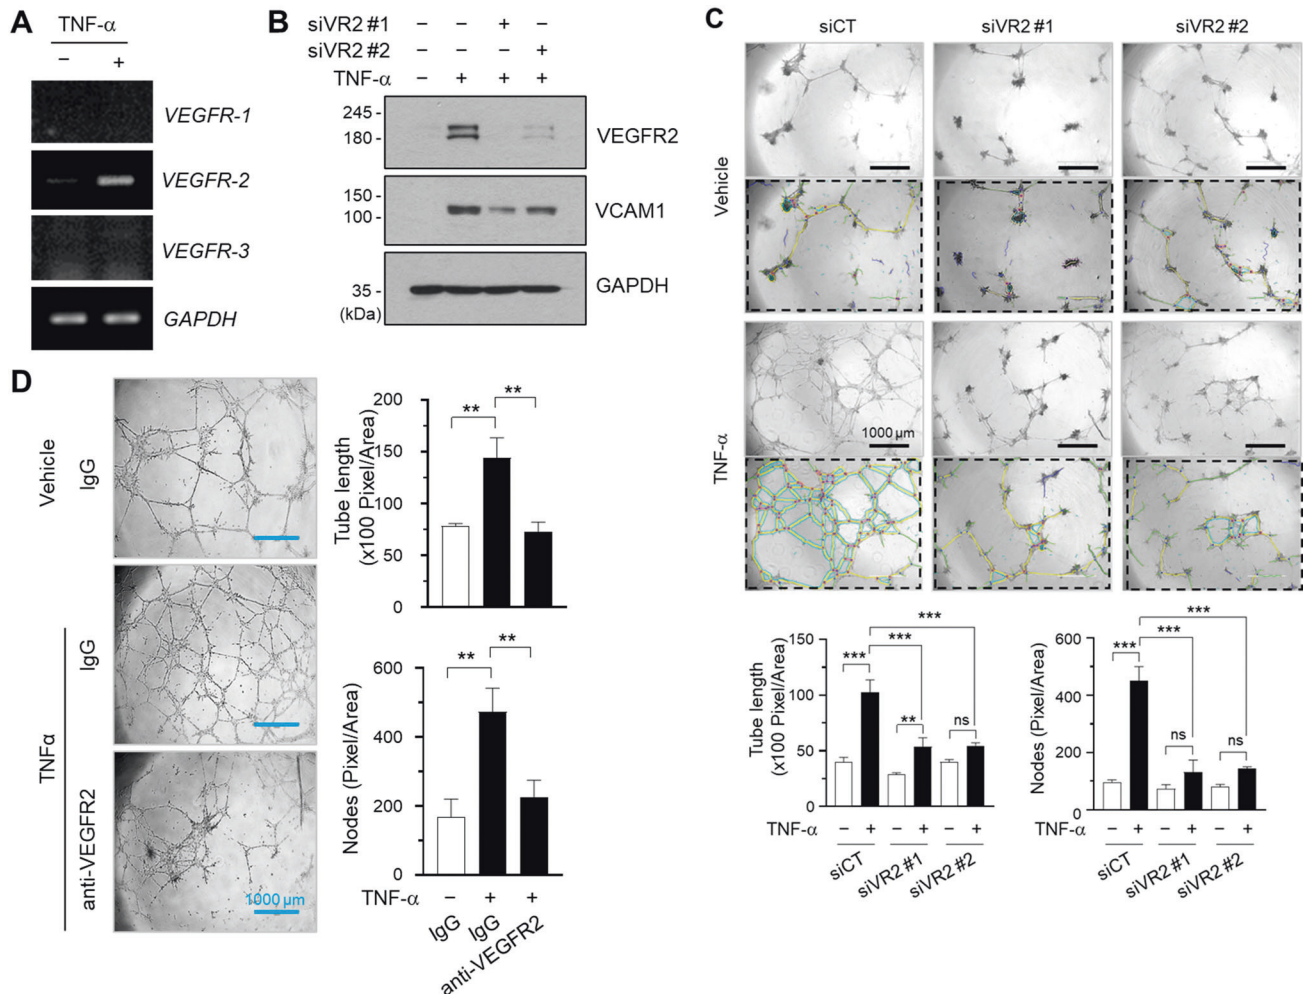 A
TNF-α
– +
VEGFR-1
VEGFR-2
VEGFR-3
GAPDH
B
siVR2 #1 – – + –
siVR2 #2 – – – +
TNF-α – + + +
245 -
180 -
VEGFR2
150 -
100 -
VCAM1
35 -
(kDa)
GAPDH
C
siCT siVR2 #1 siVR2 #2
Vehicle
TNF-α
1000 μm
Tube length
(x100 Pixel/Area)
150
100
50
0
*** ** ns *** ***
TNF-α – + – + – +
siCT siVR2 #1 siVR2 #2
Nodes (Pixel/Area)
600
400
200
0
*** ns ns *** ***
TNF-α – + – + – +
siCT siVR2 #1 siVR2 #2
D
Vehicle
IgG
TNFα
IgG
anti-VEGFR2
1000 μm
Tube length
(x100 Pixel/Area)
200
150
100
50
0
** **
Nodes (Pixel/Area)
600
400
200
0
** **
TNF-α – + +
IgG IgG anti-VEGFR2